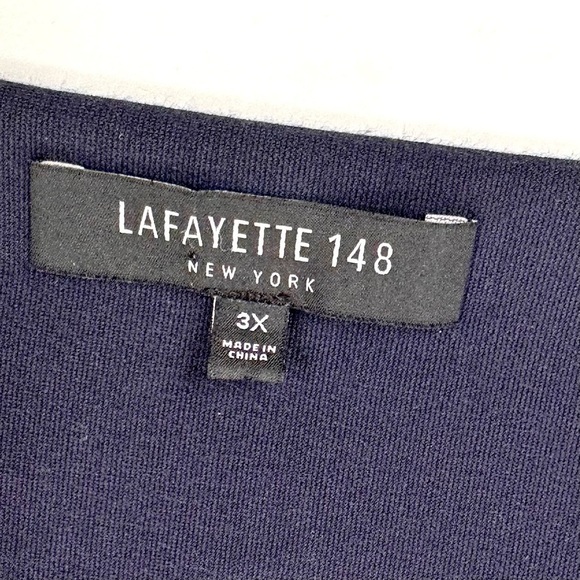 LAFAYETTE 148
NEW YORK
3X
MADE IN
CHINA